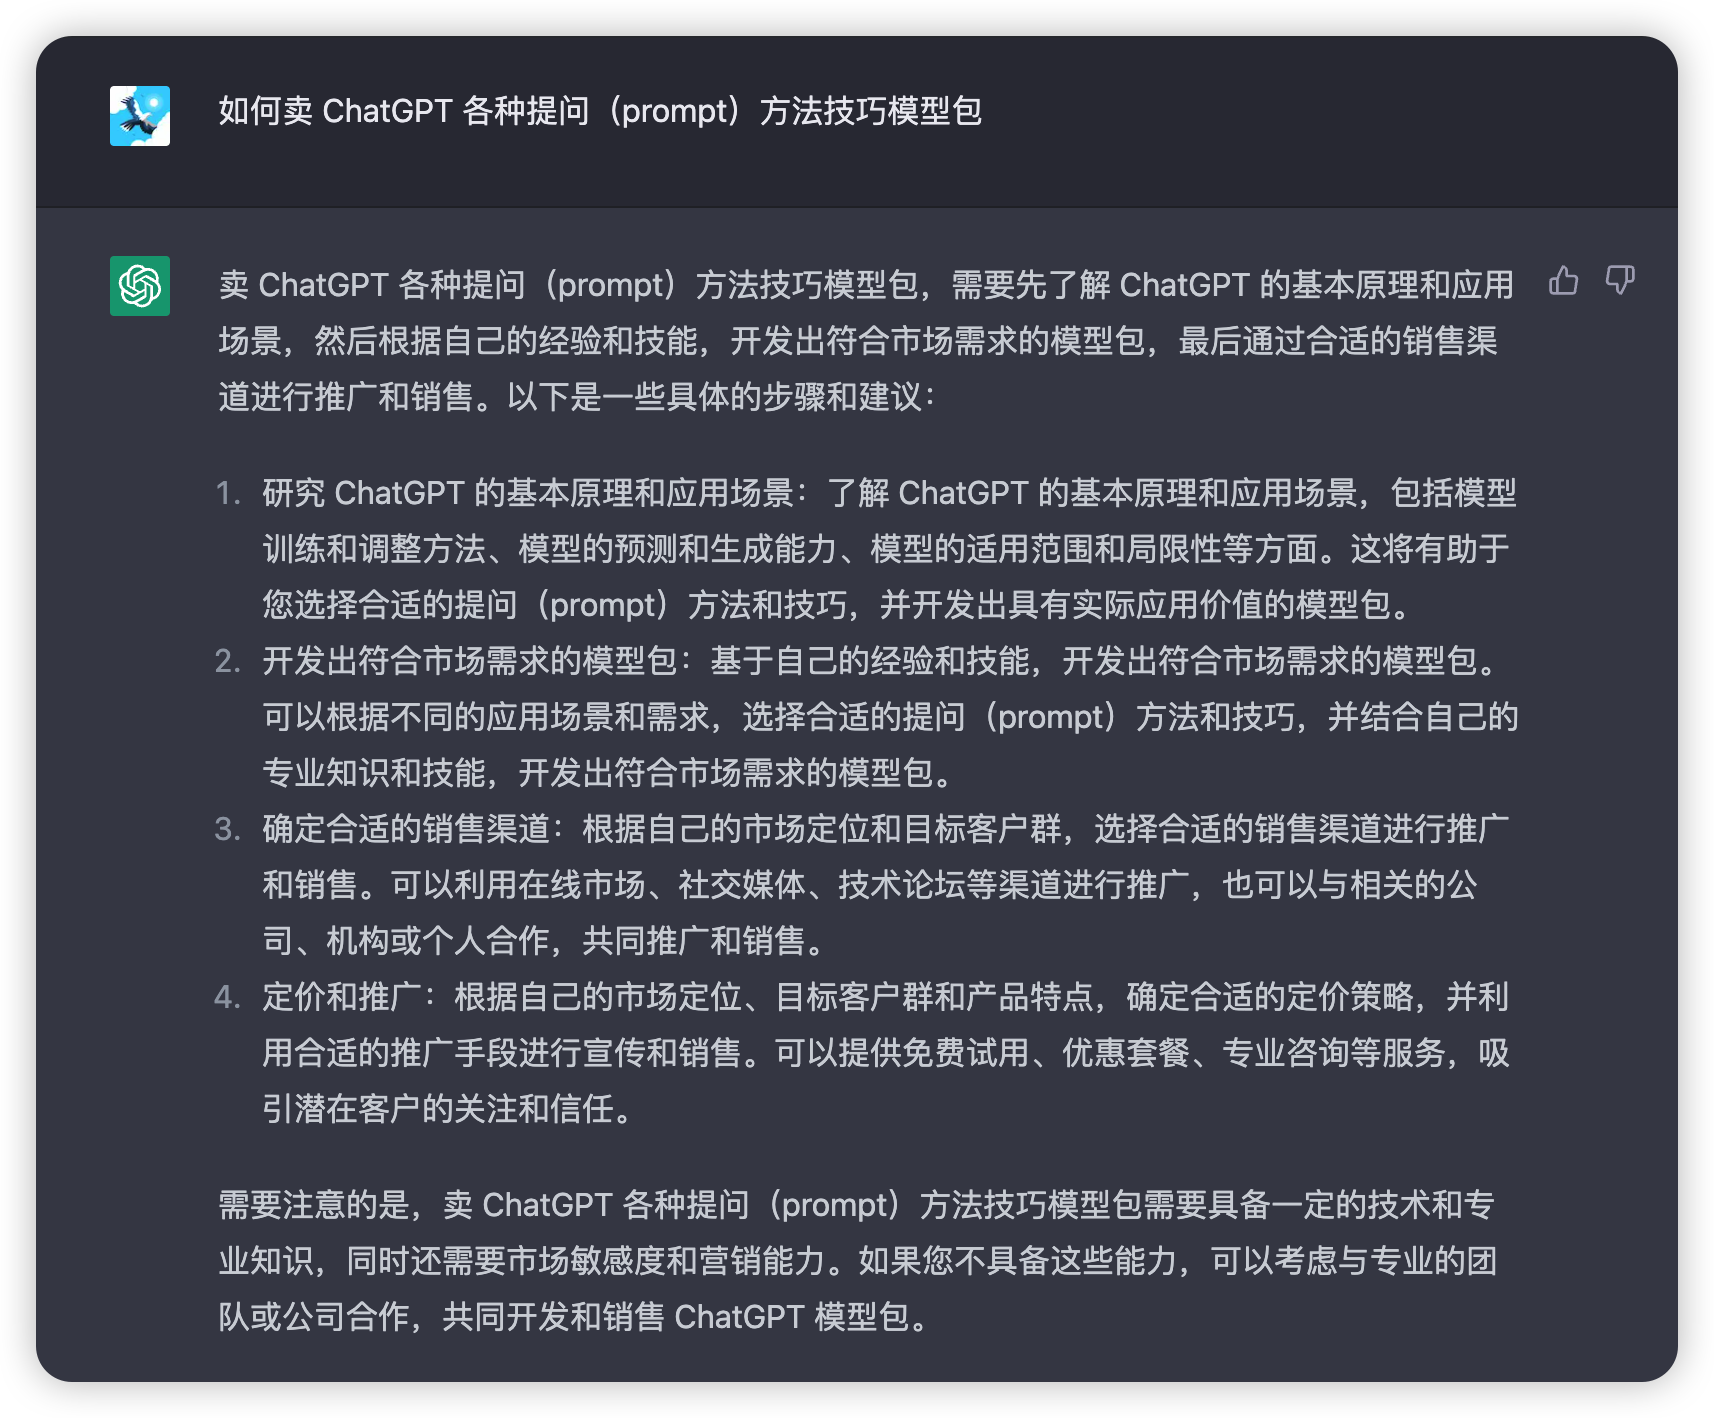 如何卖 ChatGPT 各种提问（prompt）方法技巧模型包
卖 ChatGPT 各种提问（prompt）方法技巧模型包，需要先了解 ChatGPT 的基本原理和应用
场景，然后根据自己的经验和技能，开发出符合市场需求的模型包，最后通过合适的销售渠
道进行推广和销售。以下是一些具体的步骤和建议：
1. 研究 ChatGPT 的基本原理和应用场景：了解 ChatGPT 的基本原理和应用场景，包括模型
训练和调整方法、模型的预测和生成能力、模型的适用范围和局限性等方面。这将有助于
您选择合适的提问（prompt）方法和技巧，并开发出具有实际应用价值的模型包。
2. 开发出符合市场需求的模型包：基于自己的经验和技能，开发出符合市场需求的模型包。
可以根据不同的应用场景和需求，选择合适的提问（prompt）方法和技巧，并结合自己的
专业知识和技能，开发出符合市场需求的模型包。
3. 确定合适的销售渠道：根据自己的市场定位和目标客户群，选择合适的销售渠道进行推广
和销售。可以利用在线市场、社交媒体、技术论坛等渠道进行推广，也可以与相关的公
司、机构或个人合作，共同推广和销售。
4. 定价和推广：根据自己的市场定位、目标客户群和产品特点，确定合适的定价策略，并利
用合适的推广手段进行宣传和销售。可以提供免费试用、优惠套餐、专业咨询等服务，吸
引潜在客户的关注和信任。
需要注意的是，卖 ChatGPT 各种提问（prompt）方法技巧模型包需要具备一定的技术和专
业知识，同时还需要市场敏感度和营销能力。如果您不具备这些能力，可以考虑与专业的团
队或公司合作，共同开发和销售 ChatGPT 模型包。